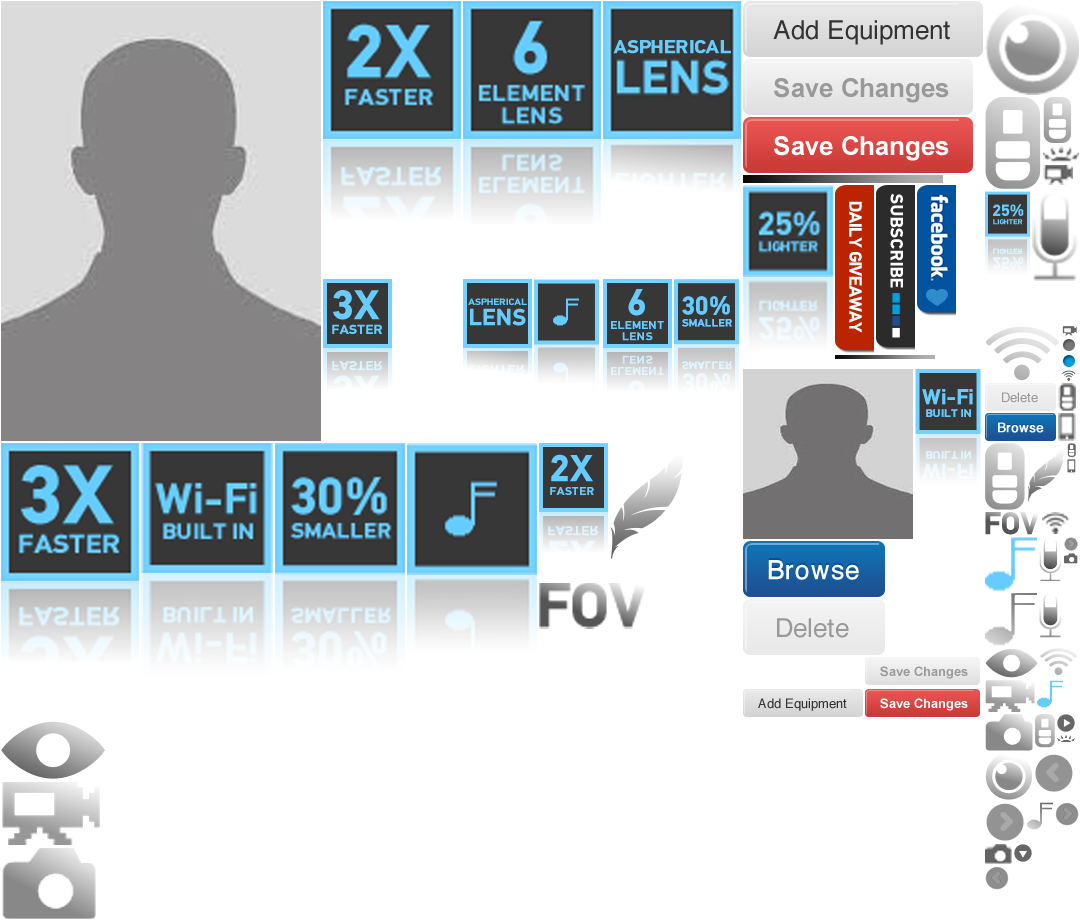 2X
FASTER
6
ELEMENT
LENS
ASPHERICAL
LENS
Add Equipment
Save Changes
Save Changes
25%
LIGHTER
DAILY GIVEAWAY
SUBSCRIBE
facebook.
25%
LIGHTER
3X
FASTER
ASPHERICAL
LENS
6
ELEMENT
LENS
30%
SMALLER
Wi-Fi
BUILT IN
Delete
Browse
3X
FASTER
Wi-Fi
BUILT IN
30%
SMALLER
2X
FASTER
FOV
FOV
Browse
Delete
Save Changes
Add Equipment
Save Changes